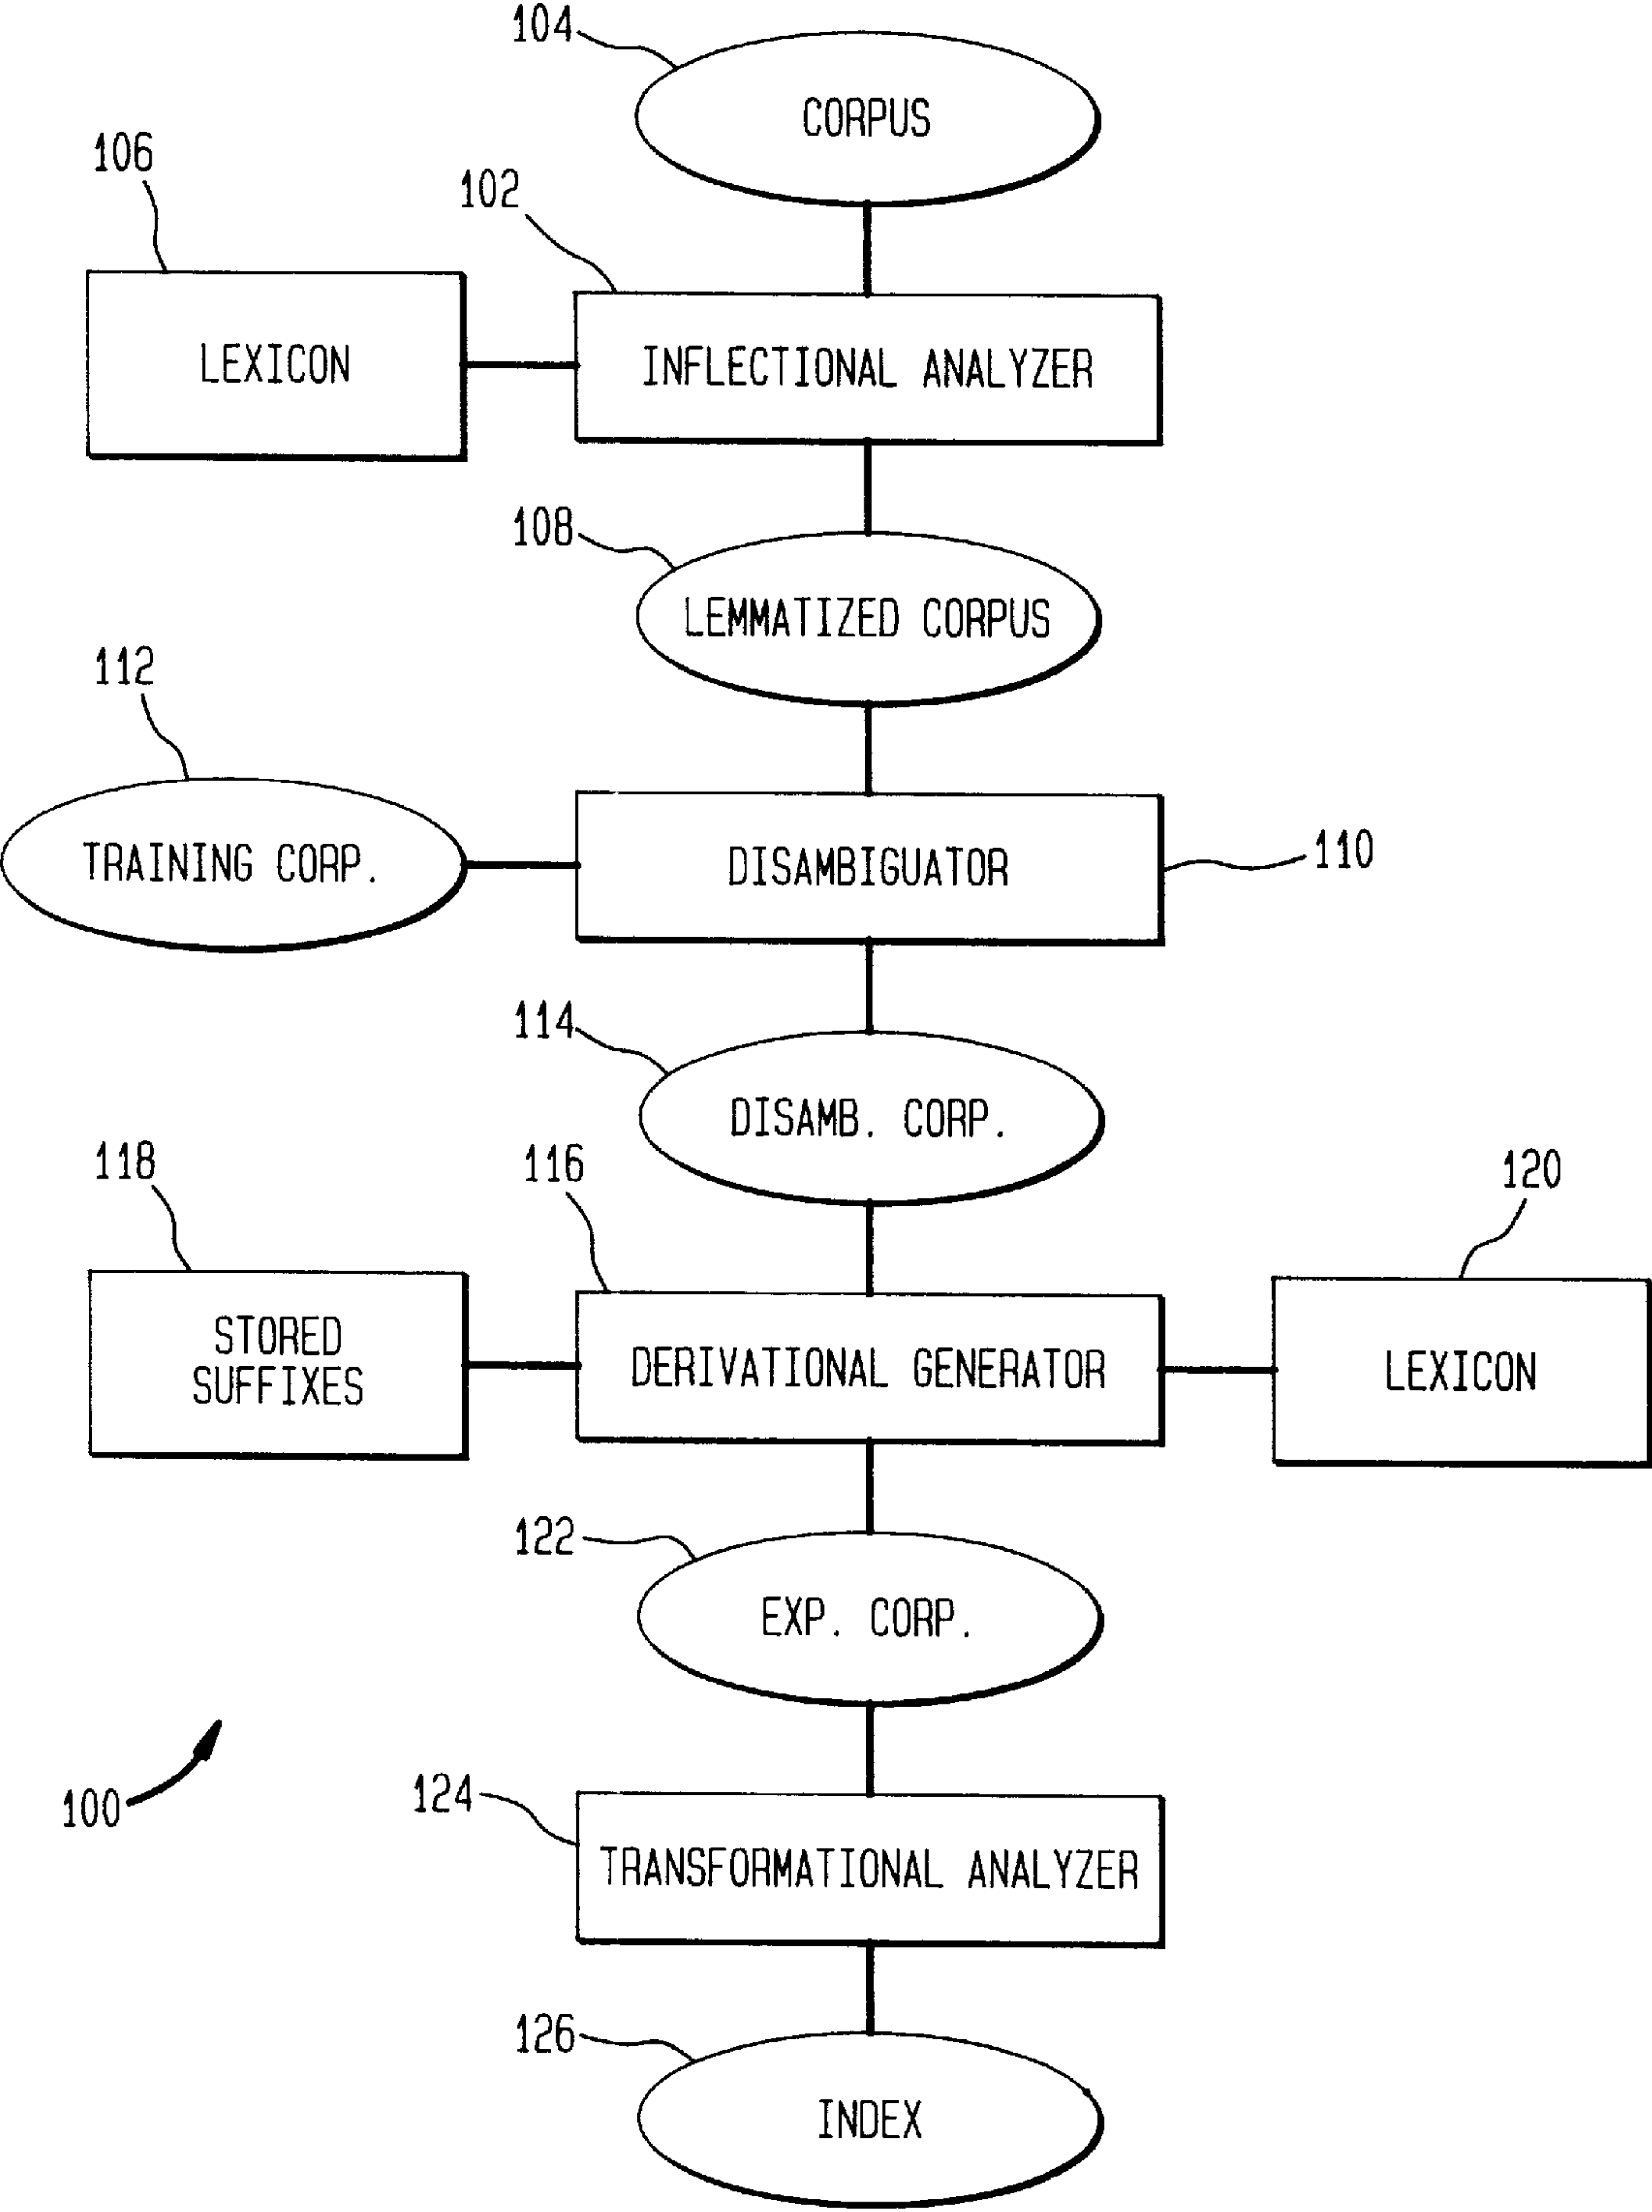 104
CORPUS
106
102
LEXICON
INFLECTIONAL ANALYZER
108
LEMMATIZED CORPUS
112
TRAINING CORP.
DISAMBIGUATOR
110
114
DISAMB. CORP.
118
116
120
STORED
SUFFIXES
DERIVATIONAL GENERATOR
LEXICON
122
EXP. CORP.
100
124
TRANSFORMATIONAL ANALYZER
126
INDEX